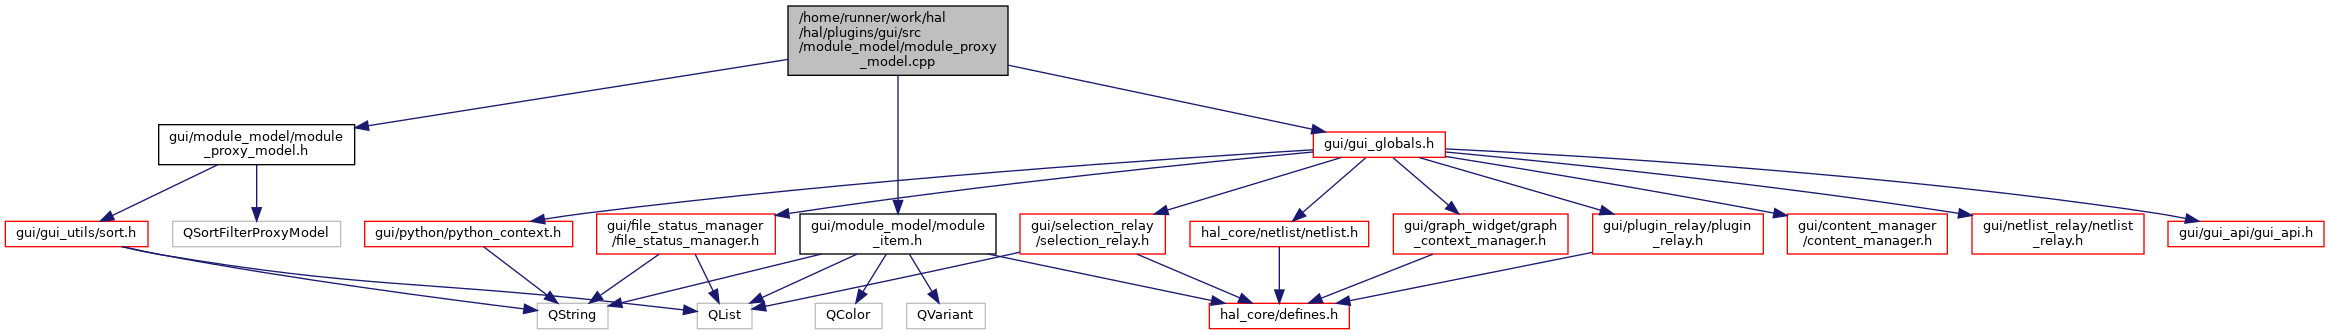 /home/runner/work/hal
/hal/plugins/gui/src
/module_model/module_proxy
_model.cpp
gui/module_model/module
_proxy_model.h
gui/gui_globals.h
gui/gui_utils/sort.h
QSortFilterProxyModel
gui/python/python_context.h
gui/file_status_manager
/file_status_manager.h
gui/module_model/module
_item.h
gui/selection_relay
/selection_relay.h
hal_core/netlist/netlist.h
gui/graph_widget/graph
_context_manager.h
gui/plugin_relay/plugin
_relay.h
gui/content_manager
/content_manager.h
gui/netlist_relay/netlist
_relay.h
gui/gui_api/gui_api.h
QString
QList
QColor
QVariant
hal_core/defines.h